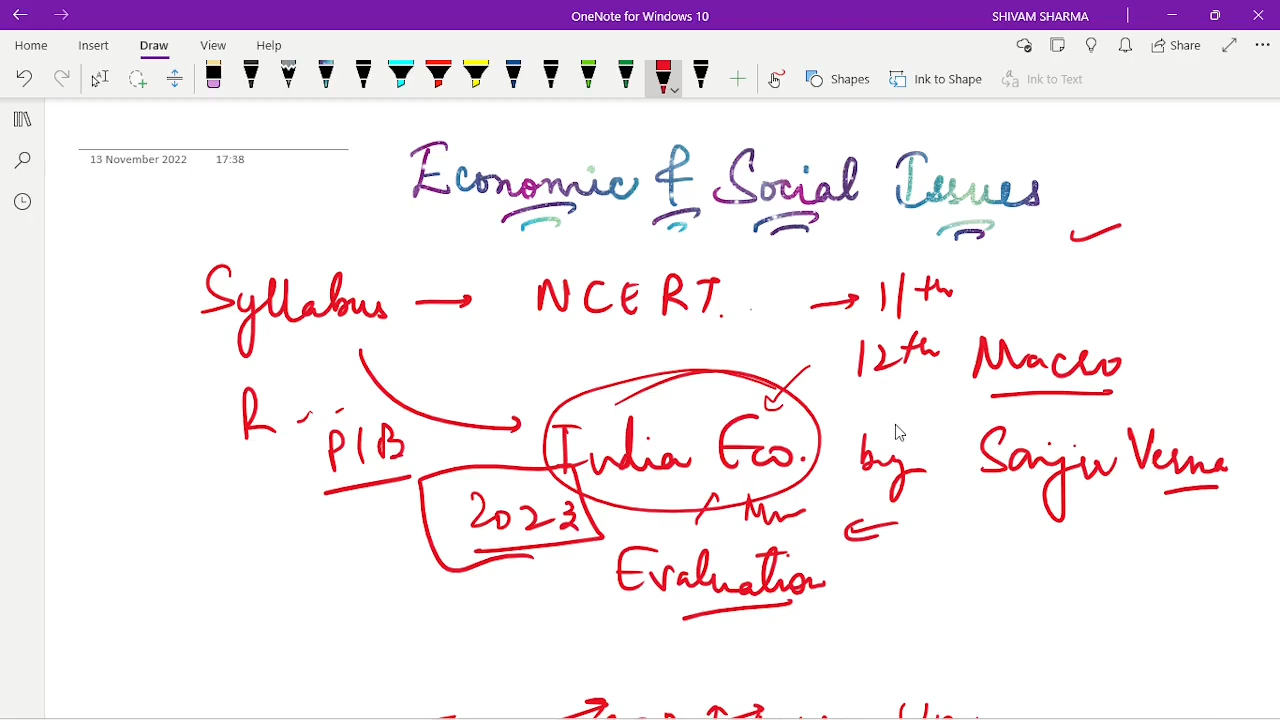 OneNote for Windows 10
SHIVAM SHARMA
Home Insert Draw View Help
Share
Shapes Ink to Shape Ink to Text
13 November 2022 17:38
Economic & Social Issues
Syllabus → NCERT. → 11th
12th Macro
R
PIB
India Eco. by Sanjiv Verma
2023
Evaluation